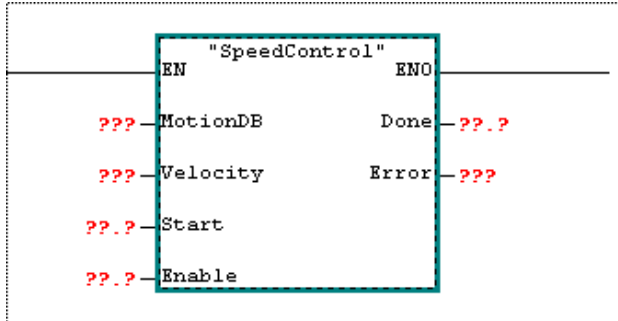 "SpeedControl"
EN ENO
??? MotionDB Done ??.?
??? Velocity Error ???
??.? Start
??.? Enable